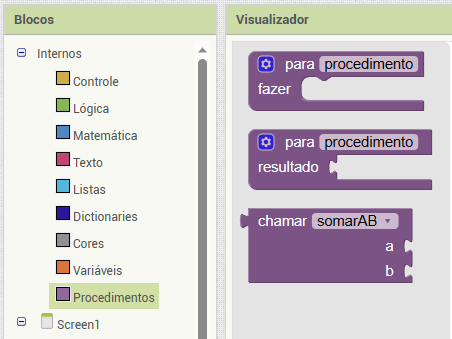 Blocos
Internos
Controle
Lógica
Matemática
Texto
Listas
Dictionaries
Cores
Variáveis
Procedimentos
Screen1
Visualizador
para procedimento
fazer
para procedimento
resultado
chamar somarAB
a
b